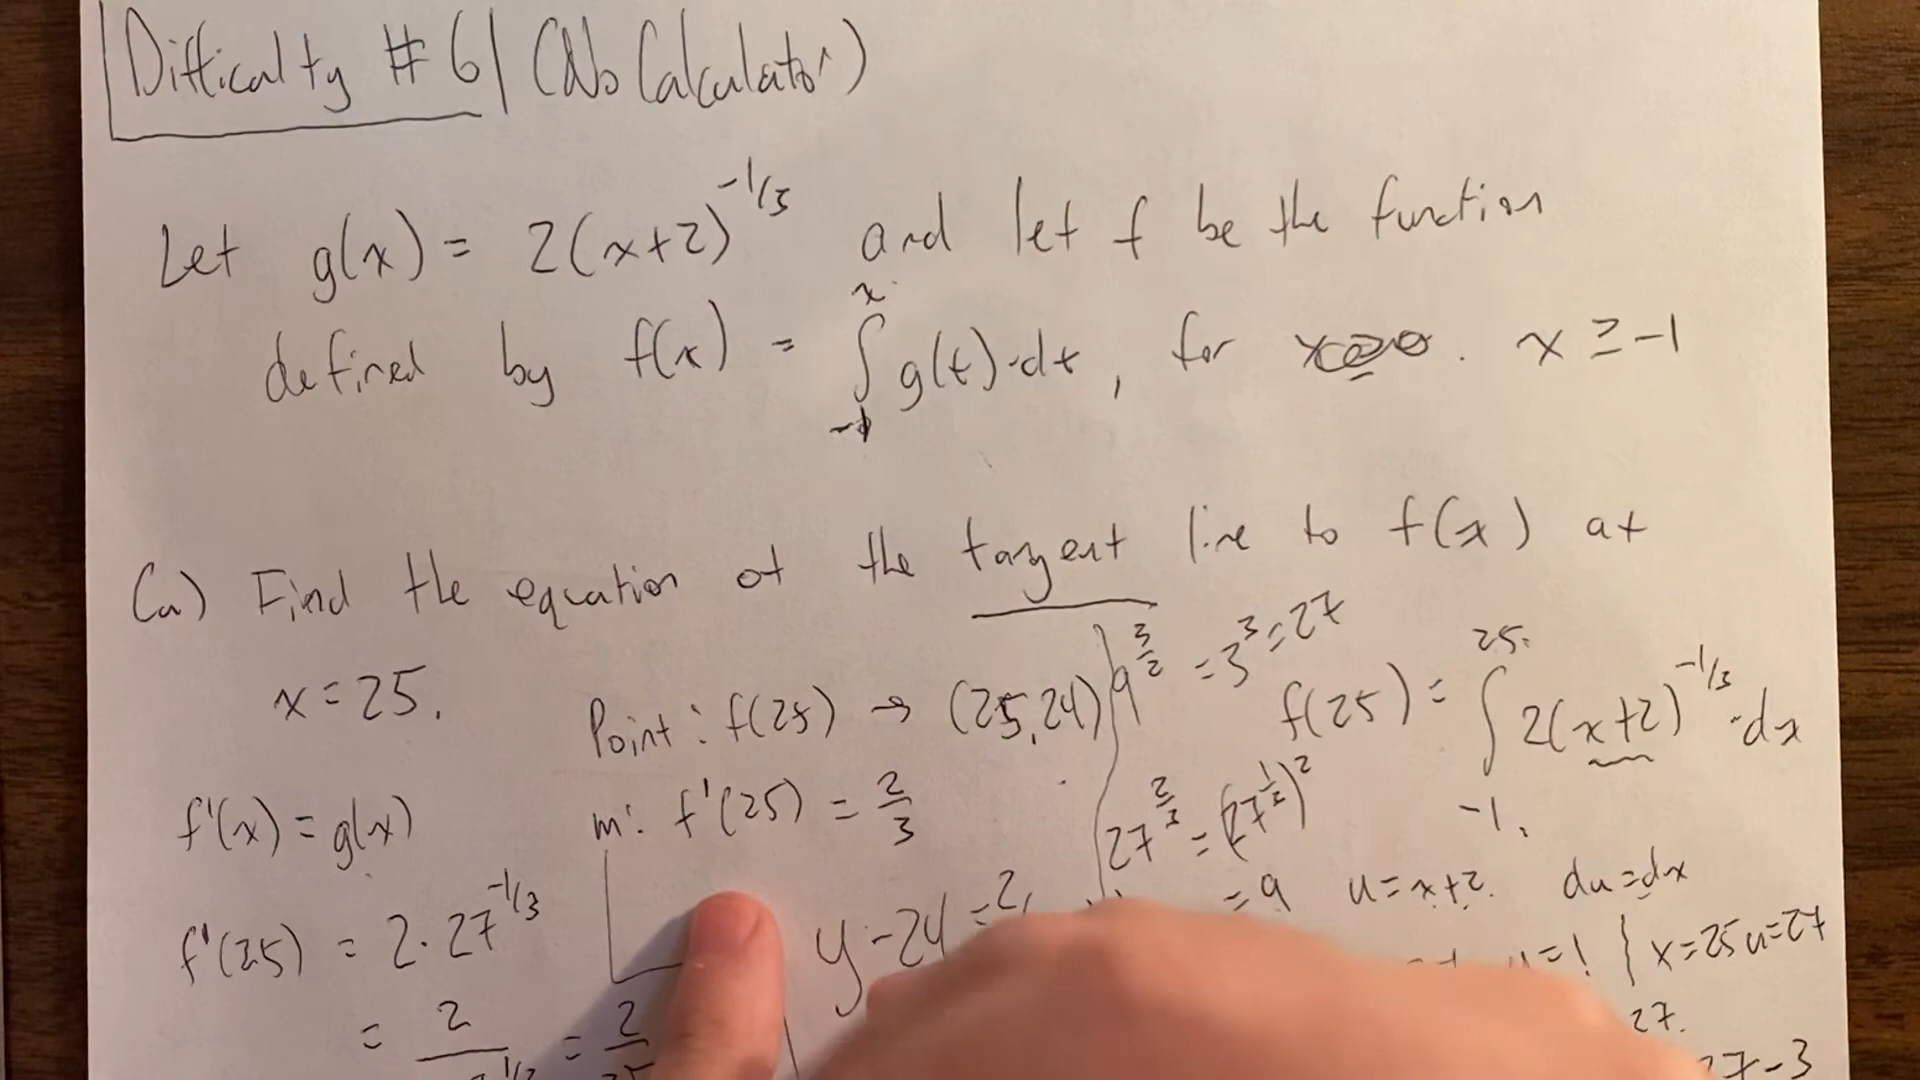 Difficulty #6 (No Calculator)
Let g(x) = 2(x+2)^{-1/3} and let f be the function
defined by f(x) = ∫_{-1}^{x} g(t)·dt, for x ≥ -1
(a) Find the equation of the tangent line to f(x) at
x=25.
Point: f(25) → (25,24)
m: f'(25) = 2/3
y-24 = 2
f'(x) = g(x)
f'(25) = 2·27^{-1/3}
= 2
= 2
9^{3/2} = 3^3 = 27
27^{2/3} = (27^{1/3})^2
= 9
f(25) = ∫_{-1}^{25} 2(x+2)^{-1/3}·dx
u=x+2. du=dx
u=1 { x=25 u=27
27.
27-3